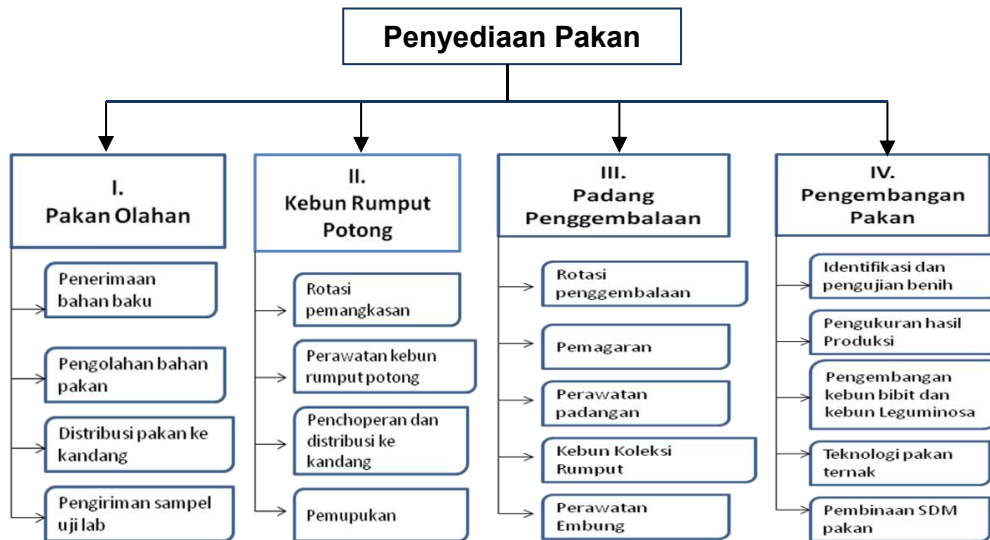 Penyediaan Pakan
I.
Pakan Olahan
Penerimaan
bahan baku
Pengolahan bahan
pakan
Distribusi pakan ke
kandang
Pengiriman sampel
uji lab
II.
Kebun Rumput
Potong
Rotasi
pemangkasan
Perawatan kebun
rumput potong
Penchoperan dan
distribusi ke
kandang
Pemupukan
III.
Padang
Penggembalaan
Rotasi
penggembalaan
Pemagaran
Perawatan
padangan
Kebun Koleksi
Rumput
Perawatan
Embung
IV.
Pengembangan
Pakan
Identifikasi dan
pengujian benih
Pengukuran hasil
Produksi
Pengembangan
kebun bibit dan
kebun Leguminosa
Teknologi pakan
ternak
Pembinaan SDM
pakan